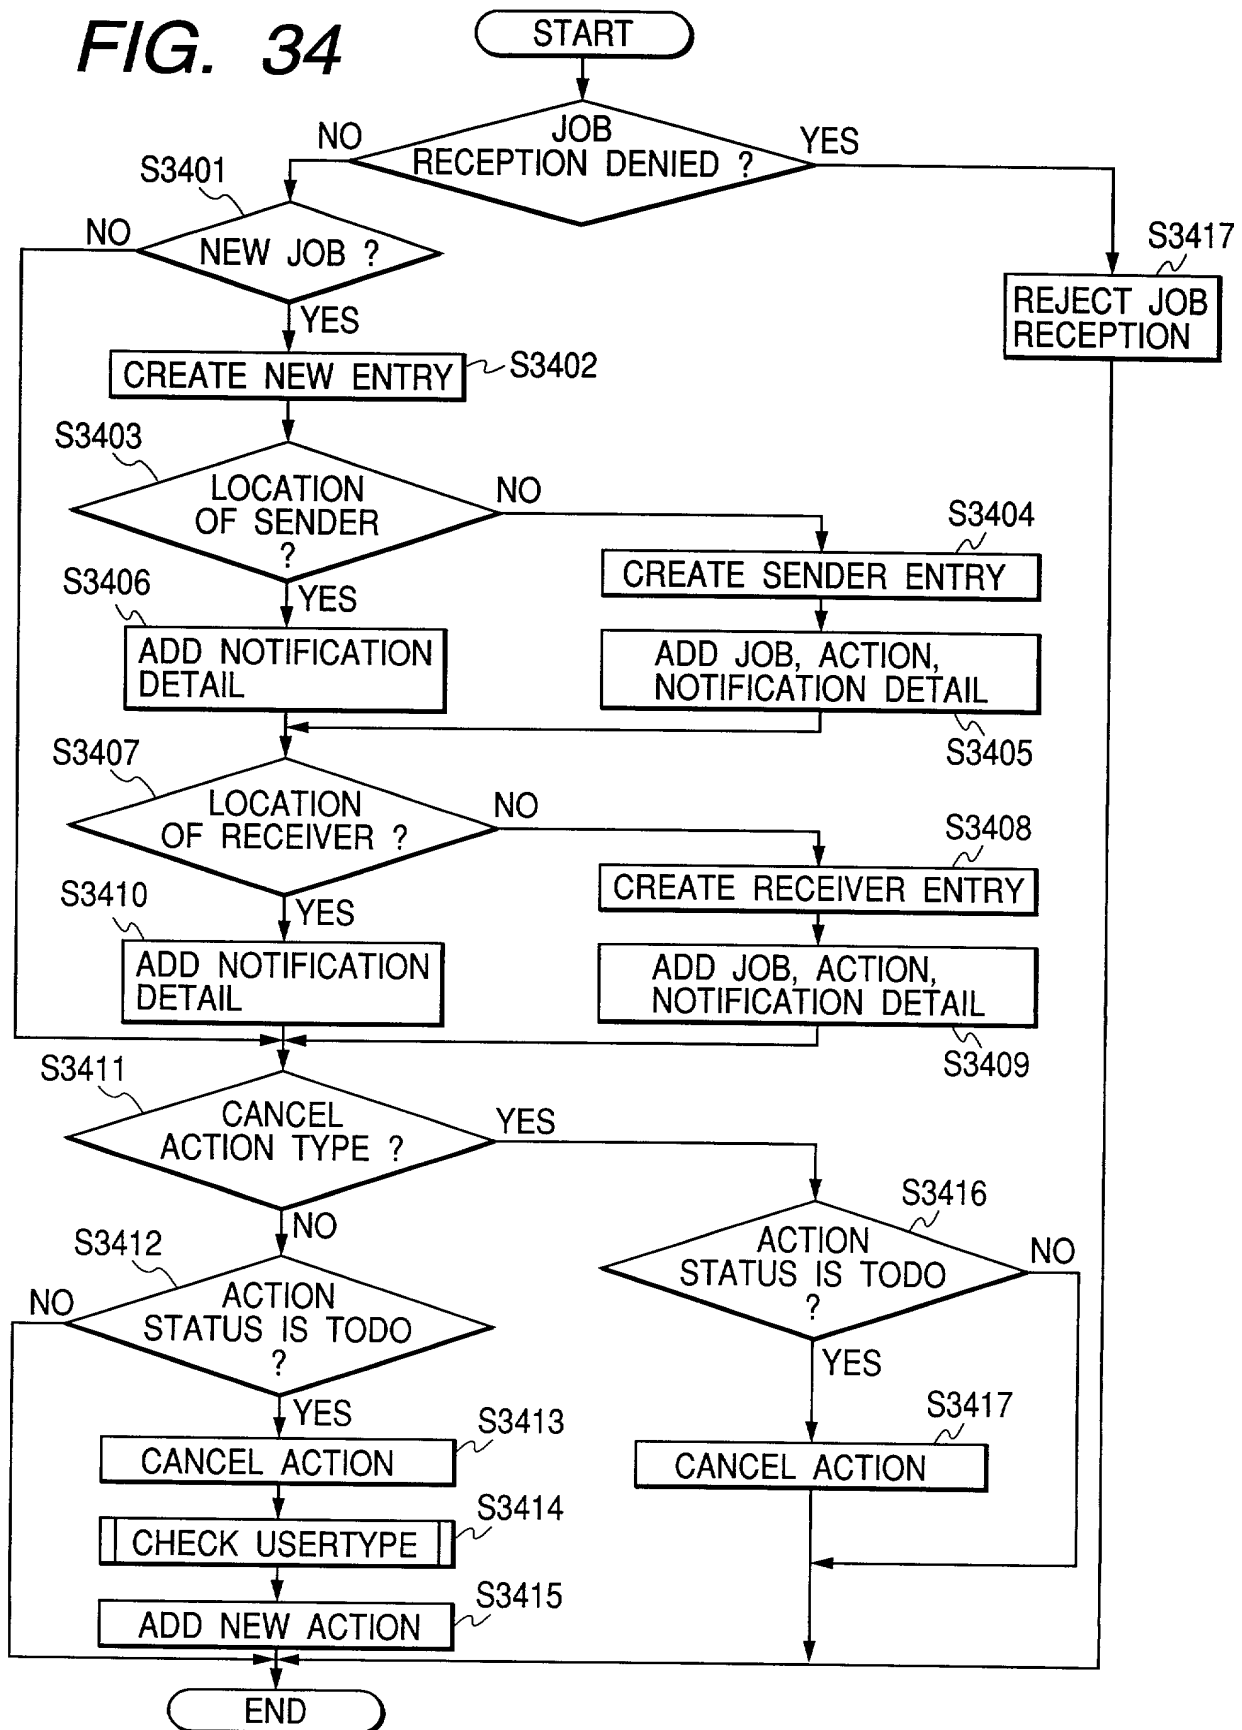 FIG. 34
START
JOB
RECEPTION DENIED ?
NO
YES
S3401
NEW JOB ?
NO
YES
S3417
REJECT JOB
RECEPTION
CREATE NEW ENTRY
S3402
S3403
LOCATION
OF SENDER
?
NO
YES
S3404
CREATE SENDER ENTRY
S3406
ADD NOTIFICATION
DETAIL
ADD JOB, ACTION,
NOTIFICATION DETAIL
S3405
S3407
LOCATION
OF RECEIVER ?
NO
YES
S3408
CREATE RECEIVER ENTRY
S3410
ADD NOTIFICATION
DETAIL
ADD JOB, ACTION,
NOTIFICATION DETAIL
S3409
S3411
CANCEL
ACTION TYPE ?
YES
NO
S3416
ACTION
STATUS IS TODO
?
NO
YES
S3412
ACTION
STATUS IS TODO
?
NO
YES
S3413
CANCEL ACTION
S3417
CANCEL ACTION
S3414
CHECK USERTYPE
S3415
ADD NEW ACTION
END